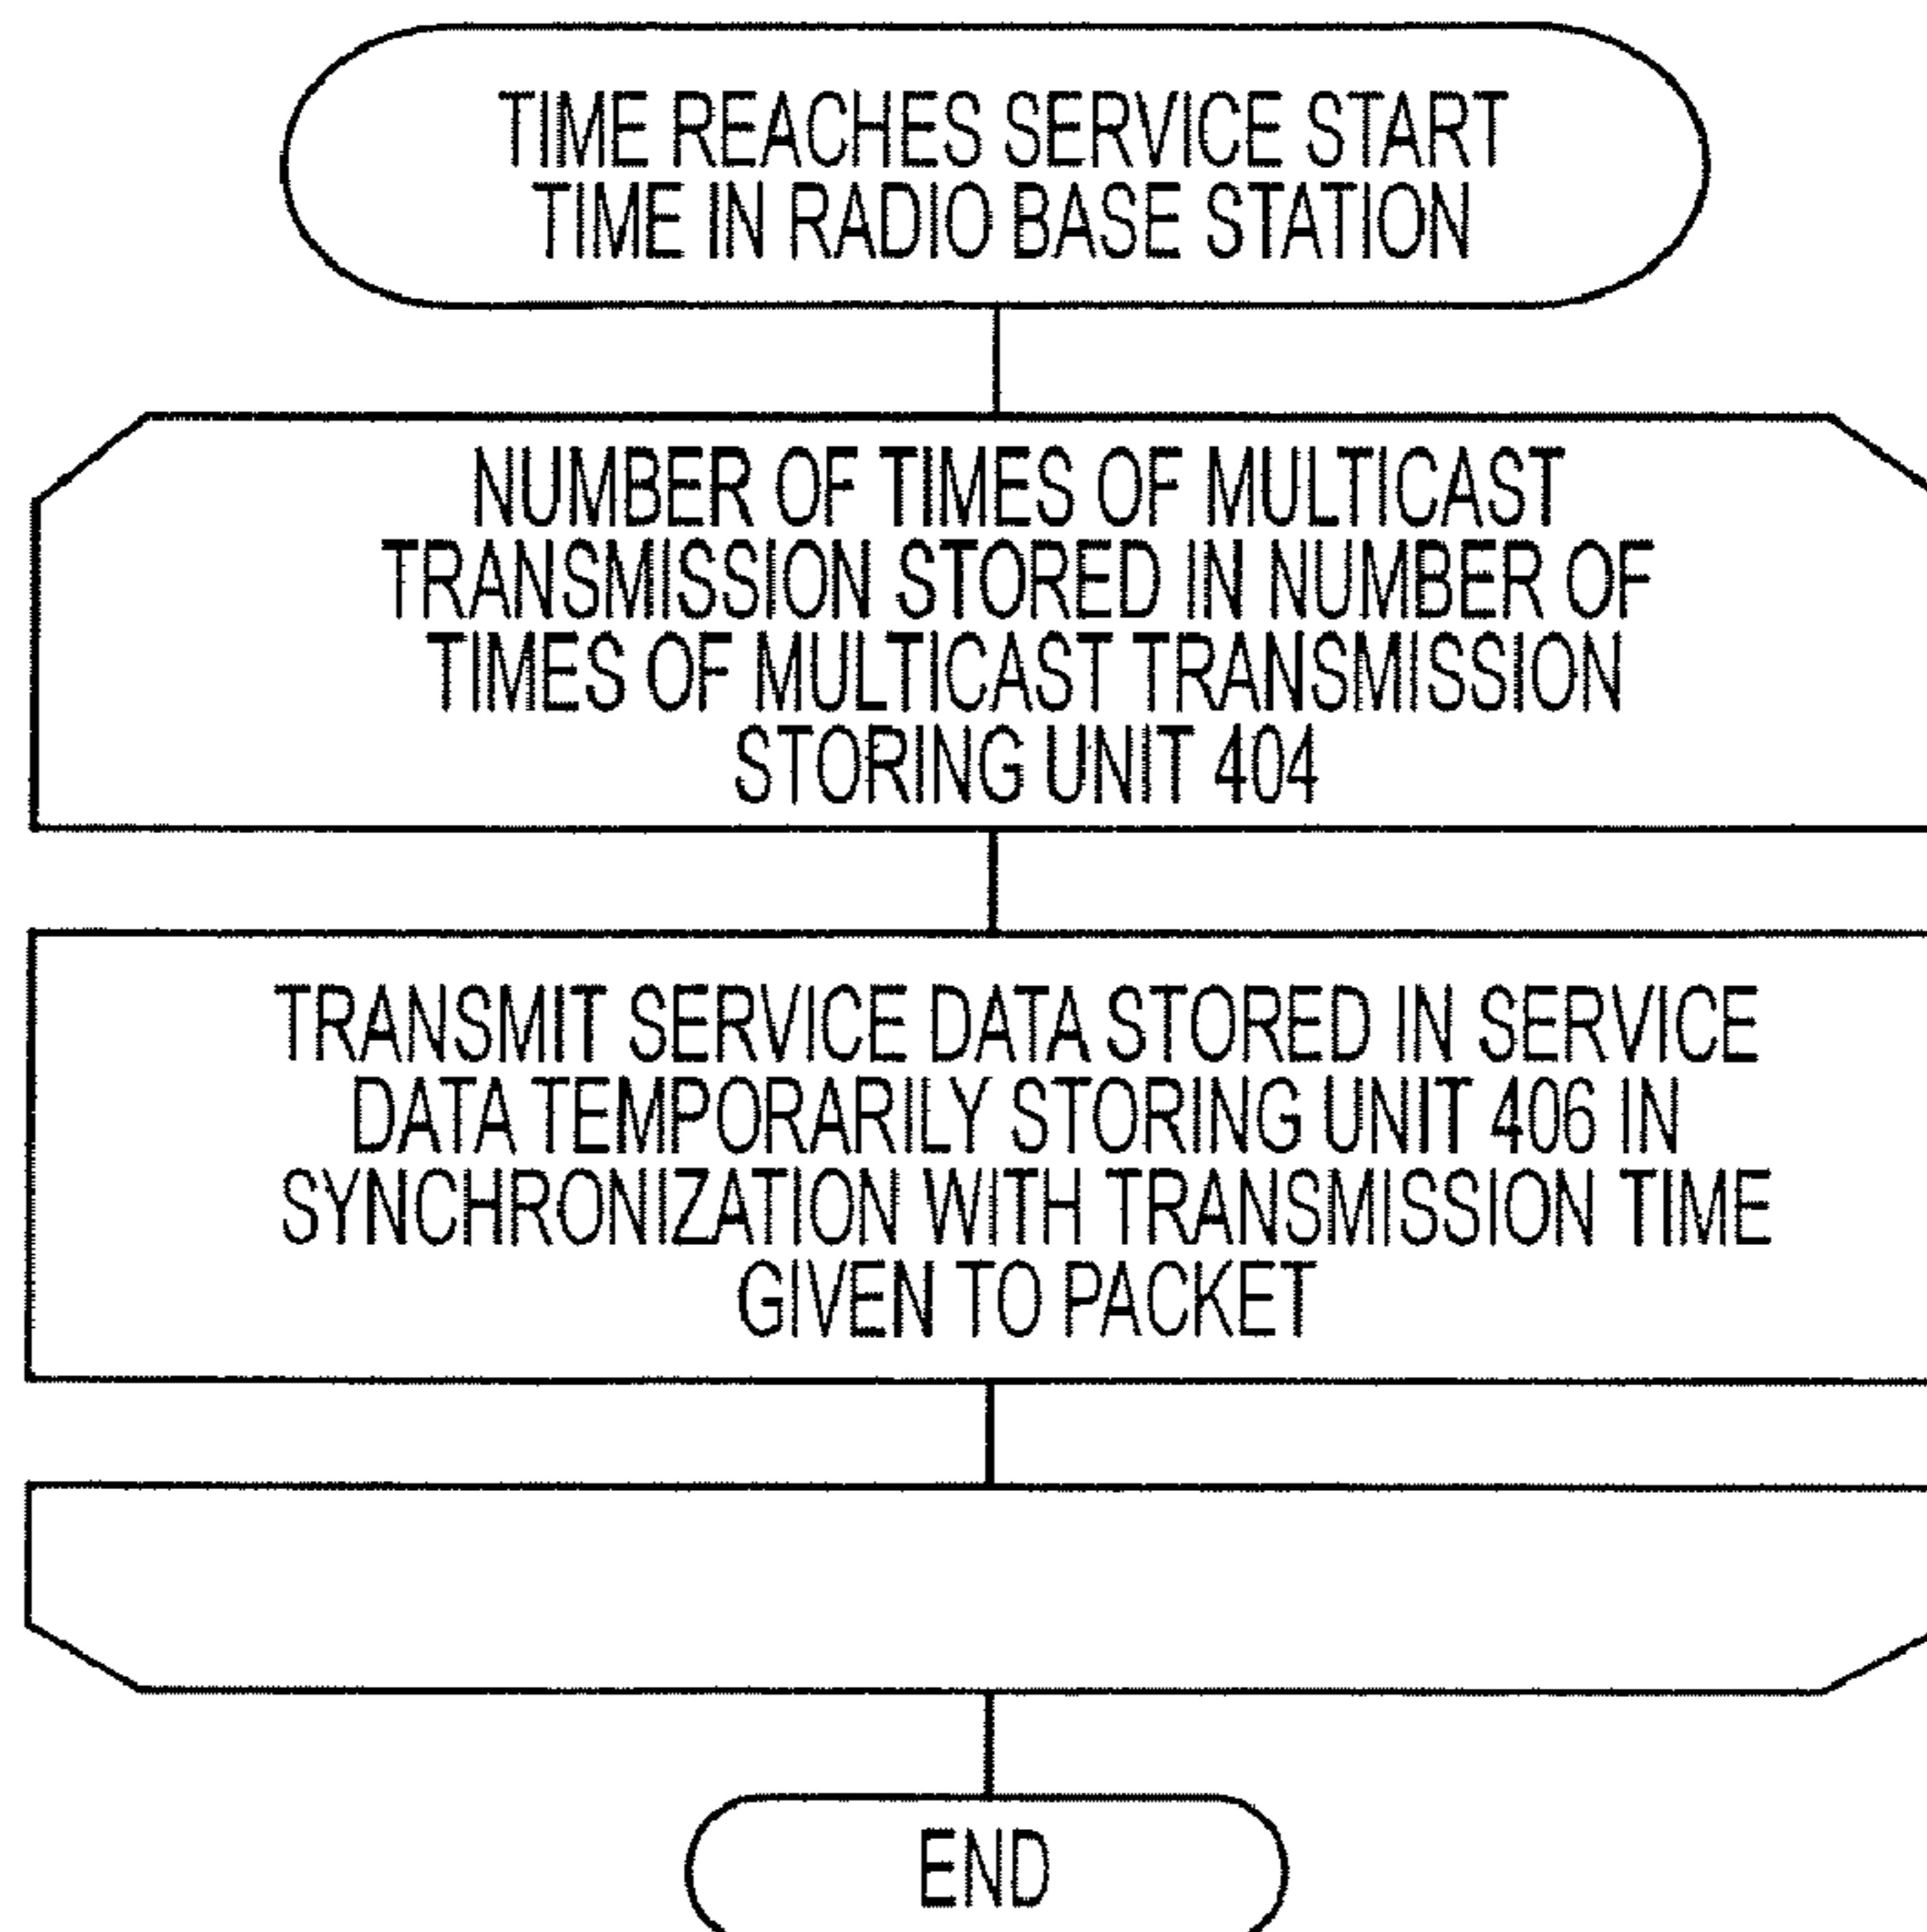 TIME REACHES SERVICE START
TIME IN RADIO BASE STATION
NUMBER OF TIMES OF MULTICAST
TRANSMISSION STORED IN NUMBER OF
TIMES OF MULTICAST TRANSMISSION
STORING UNIT 404
TRANSMIT SERVICE DATA STORED IN SERVICE
DATA TEMPORARILY STORING UNIT 406 IN
SYNCHRONIZATION WITH TRANSMISSION TIME
GIVEN TO PACKET
END